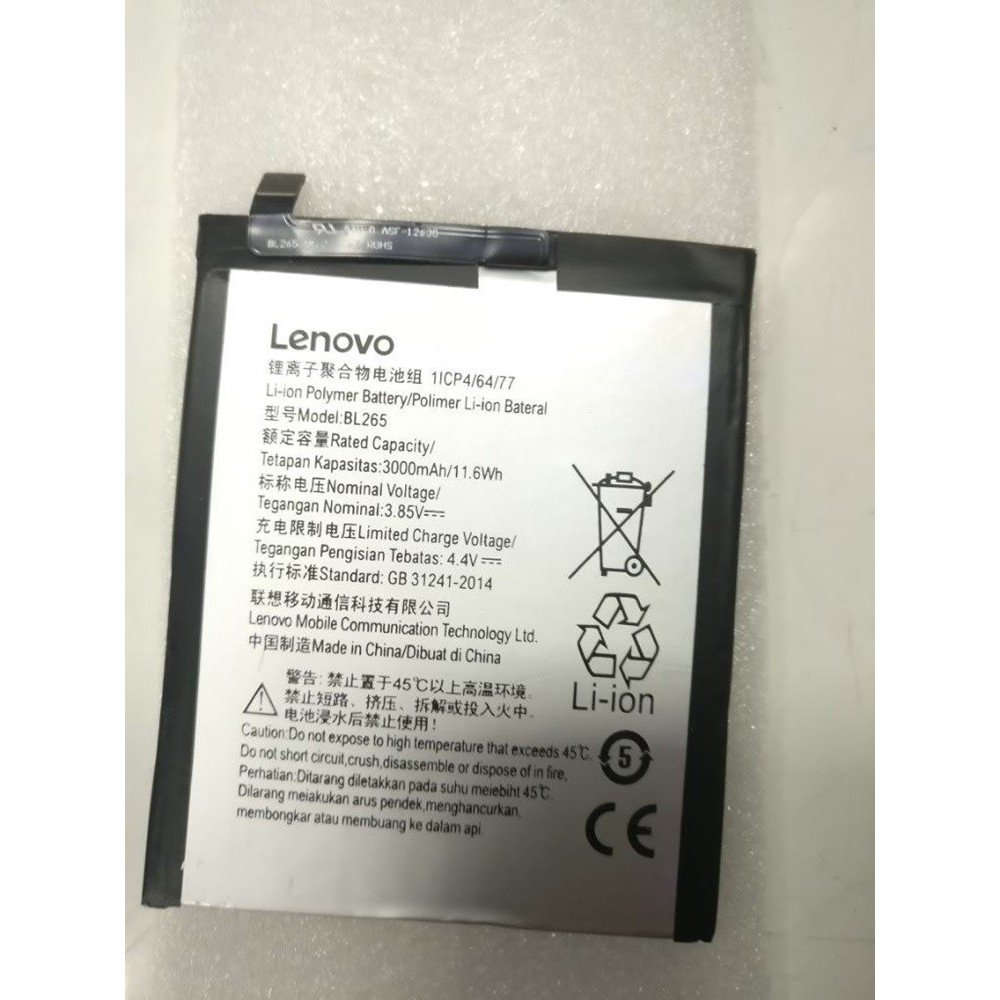 ASF-12630
BL265 ROHS
Lenovo
锂离子聚合物电池组 1ICP4/64/77
Li-ion Polymer Battery/Polimer Li-ion Bateral
型号Model:BL265
额定容量Rated Capacity/
Tetapan Kapasitas:3000mAh/11.6Wh
标称电压Nominal Voltage/
Tegangan Nominal:3.85V⎓
充电限制电压Limited Charge Voltage/
Tegangan Pengisian Tebatas: 4.4V⎓
执行标准Standard: GB 31241-2014
联想移动通信科技有限公司
Lenovo Mobile Communication Technology Ltd.
中国制造Made in China/Dibuat di China
Li-ion
警告: 禁止置于45℃以上高温环境.
禁止短路、挤压、拆解或投入火中.
电池浸水后禁止使用!
Caution:Do not expose to high temperature that exceeds 45℃.
Do not short circuit,crush,disassemble or dispose of in fire,
Perhatian:Ditarang diletakkan pada suhu meiebiht 45℃.
Dilarang meiakukan arus pendek,menghancurkan,
membongkar atau membuang ke dalam api.
5
CE